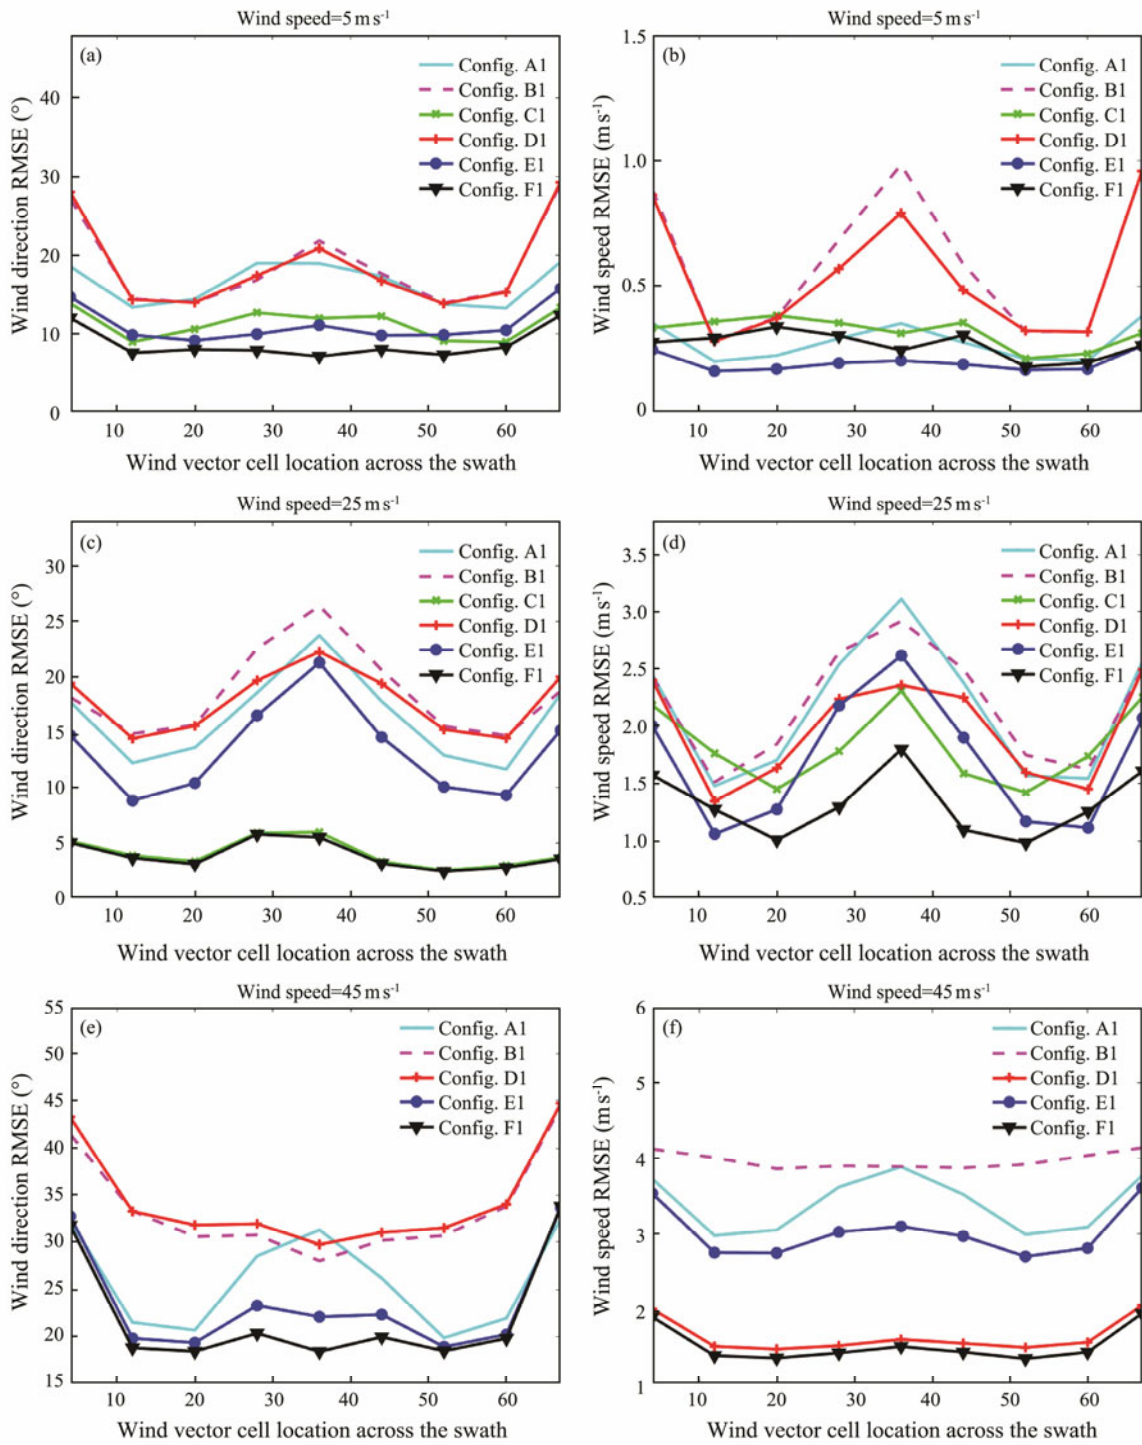 Wind speed=5 m s⁻¹
(a)
Config. A1
Config. B1
Config. C1
Config. D1
Config. E1
Config. F1
Wind direction RMSE (°)
40
30
20
10
0
10 20 30 40 50 60
Wind vector cell location across the swath
Wind speed=5 m s⁻¹
(b)
Config. A1
Config. B1
Config. C1
Config. D1
Config. E1
Config. F1
Wind speed RMSE (m s⁻¹)
1.5
1.0
0.5
0
10 20 30 40 50 60
Wind vector cell location across the swath
Wind speed=25 m s⁻¹
(c)
Config. A1
Config. B1
Config. C1
Config. D1
Config. E1
Config. F1
Wind direction RMSE (°)
30
25
20
15
10
5
0
10 20 30 40 50 60
Wind vector cell location across the swath
Wind speed=25 m s⁻¹
(d)
Config. A1
Config. B1
Config. C1
Config. D1
Config. E1
Config. F1
Wind speed RMSE (m s⁻¹)
3.5
3.0
2.5
2.0
1.5
1.0
0.5
10 20 30 40 50 60
Wind vector cell location across the swath
Wind speed=45 m s⁻¹
(e)
Config. A1
Config. B1
Config. D1
Config. E1
Config. F1
Wind direction RMSE (°)
55
50
45
40
35
30
25
20
15
10 20 30 40 50 60
Wind vector cell location across the swath
Wind speed=45 m s⁻¹
(f)
Config. A1
Config. B1
Config. D1
Config. E1
Config. F1
Wind speed RMSE (m s⁻¹)
6
5
4
3
2
1
10 20 30 40 50 60
Wind vector cell location across the swath